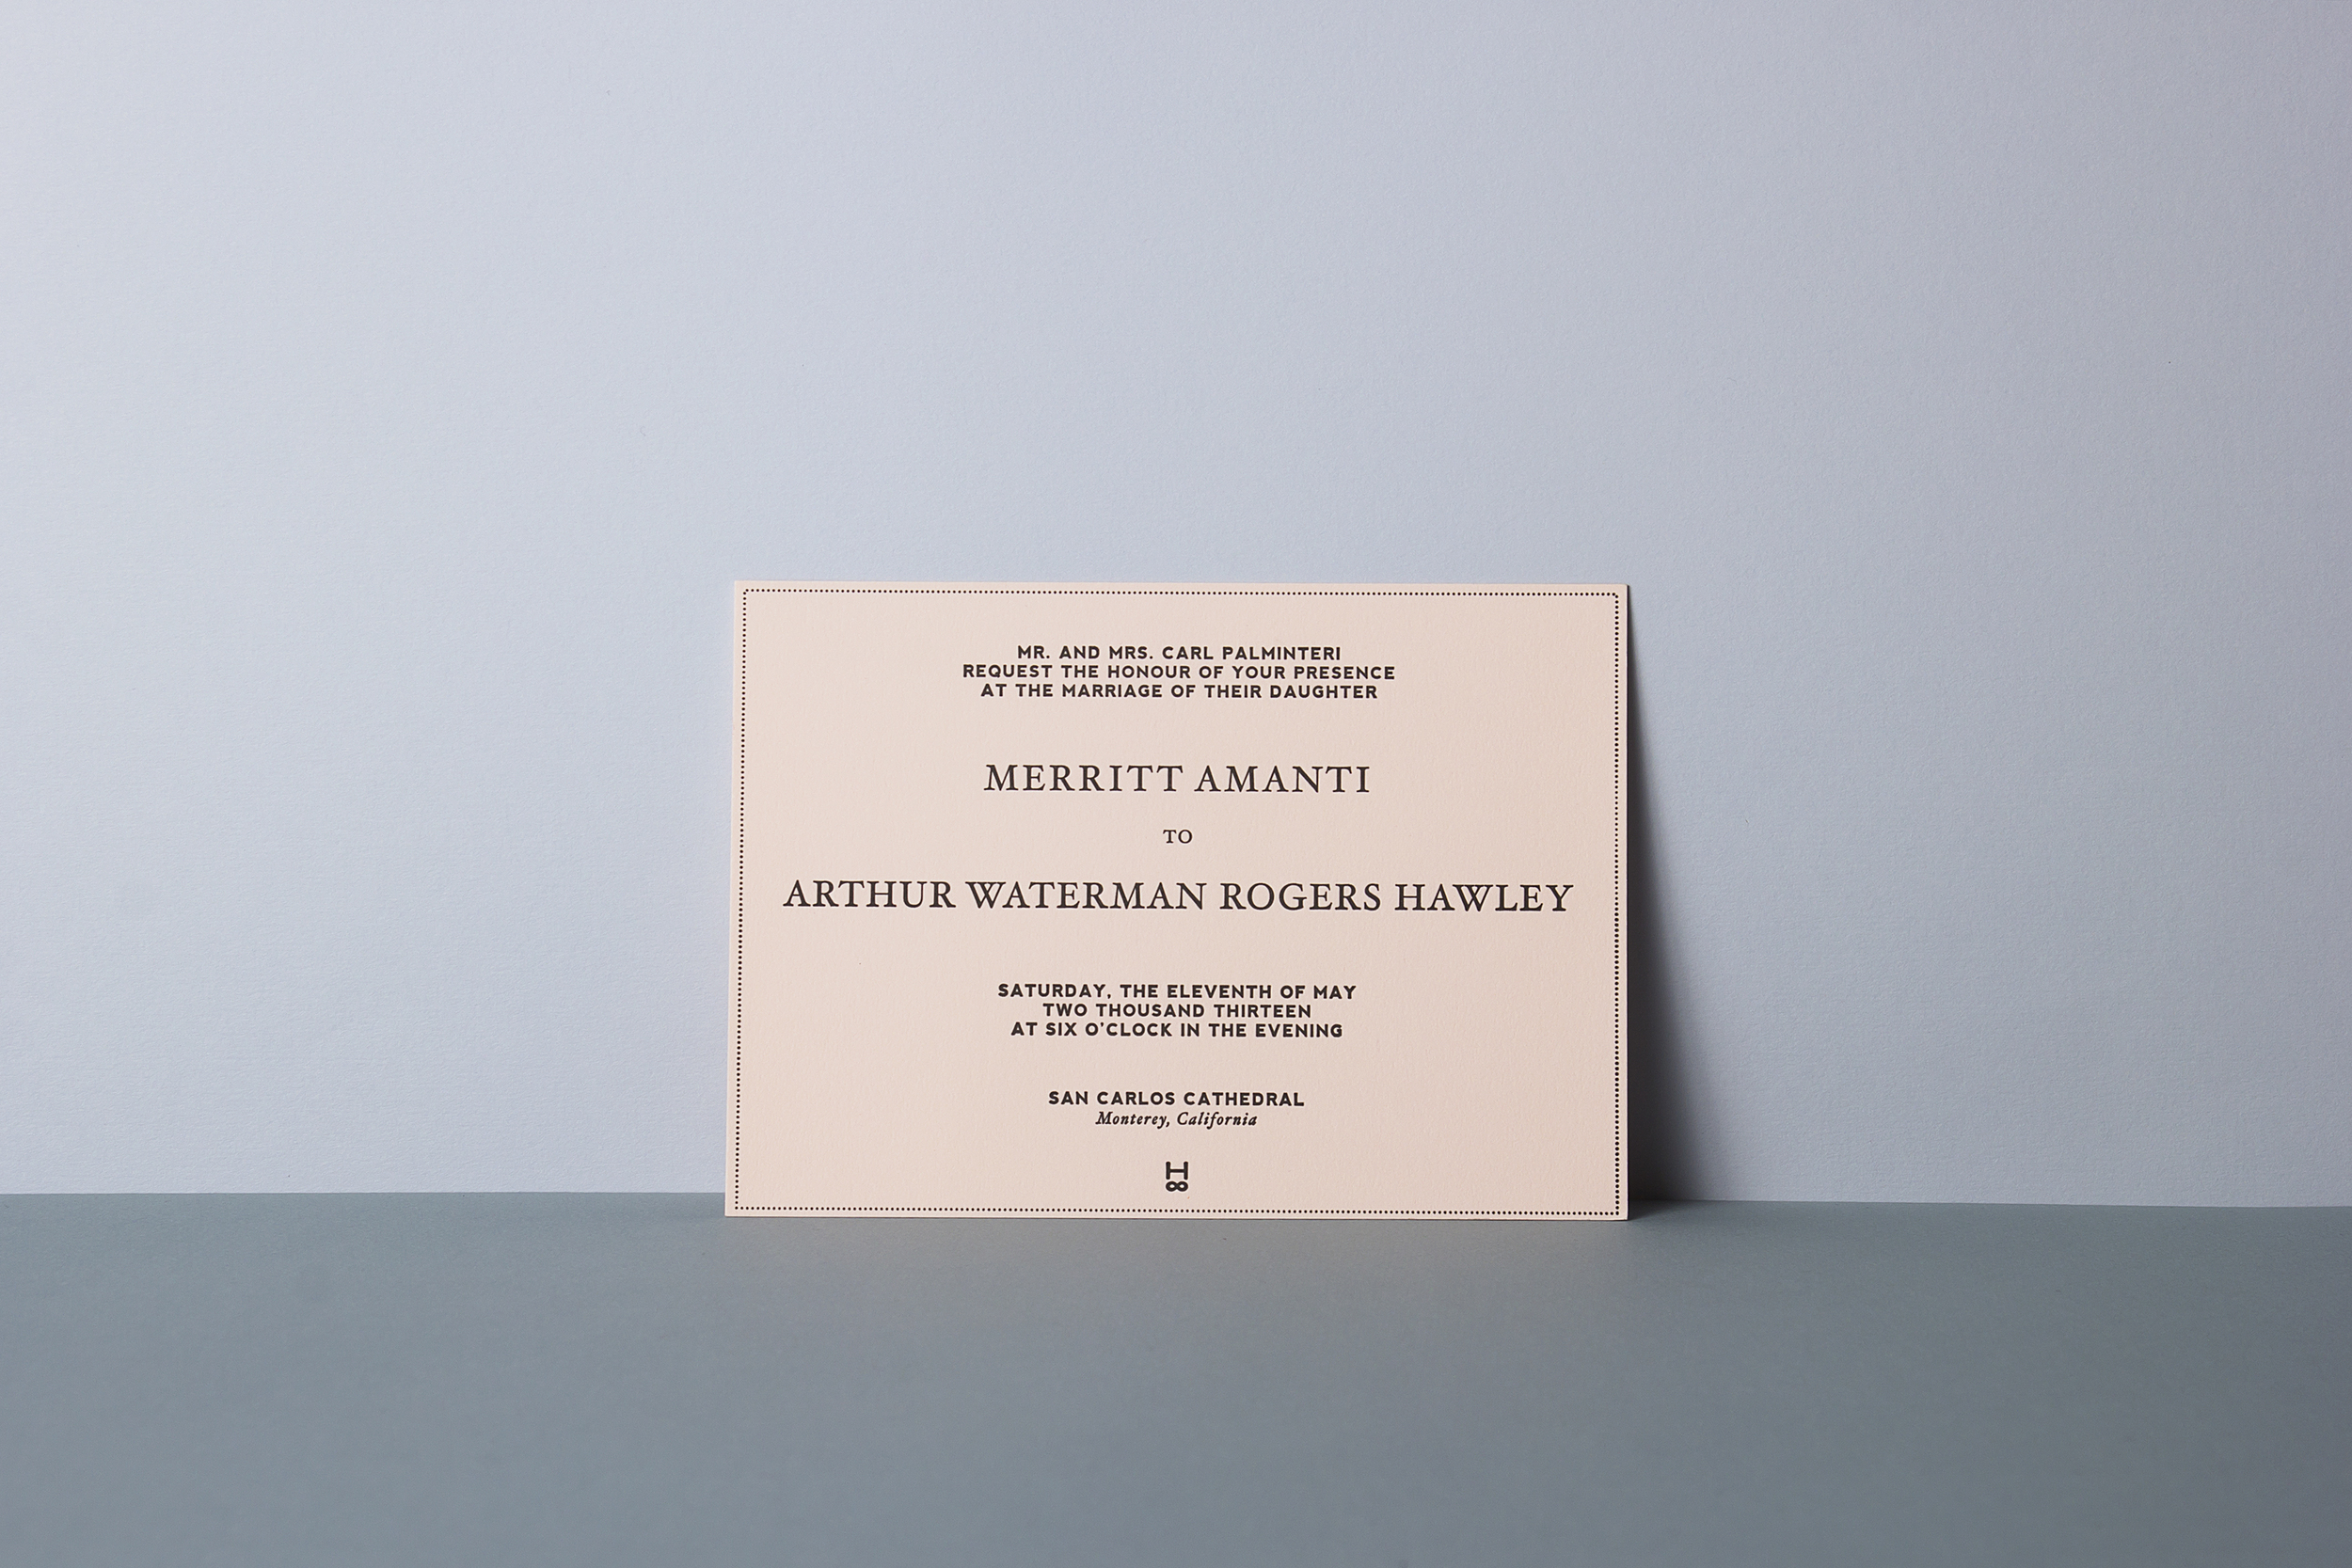 MR. AND MRS. CARL PALMINTERI
REQUEST THE HONOUR OF YOUR PRESENCE
AT THE MARRIAGE OF THEIR DAUGHTER
MERRITT AMANTI
TO
ARTHUR WATERMAN ROGERS HAWLEY
SATURDAY, THE ELEVENTH OF MAY
TWO THOUSAND THIRTEEN
AT SIX O'CLOCK IN THE EVENING
SAN CARLOS CATHEDRAL
Monterey, California